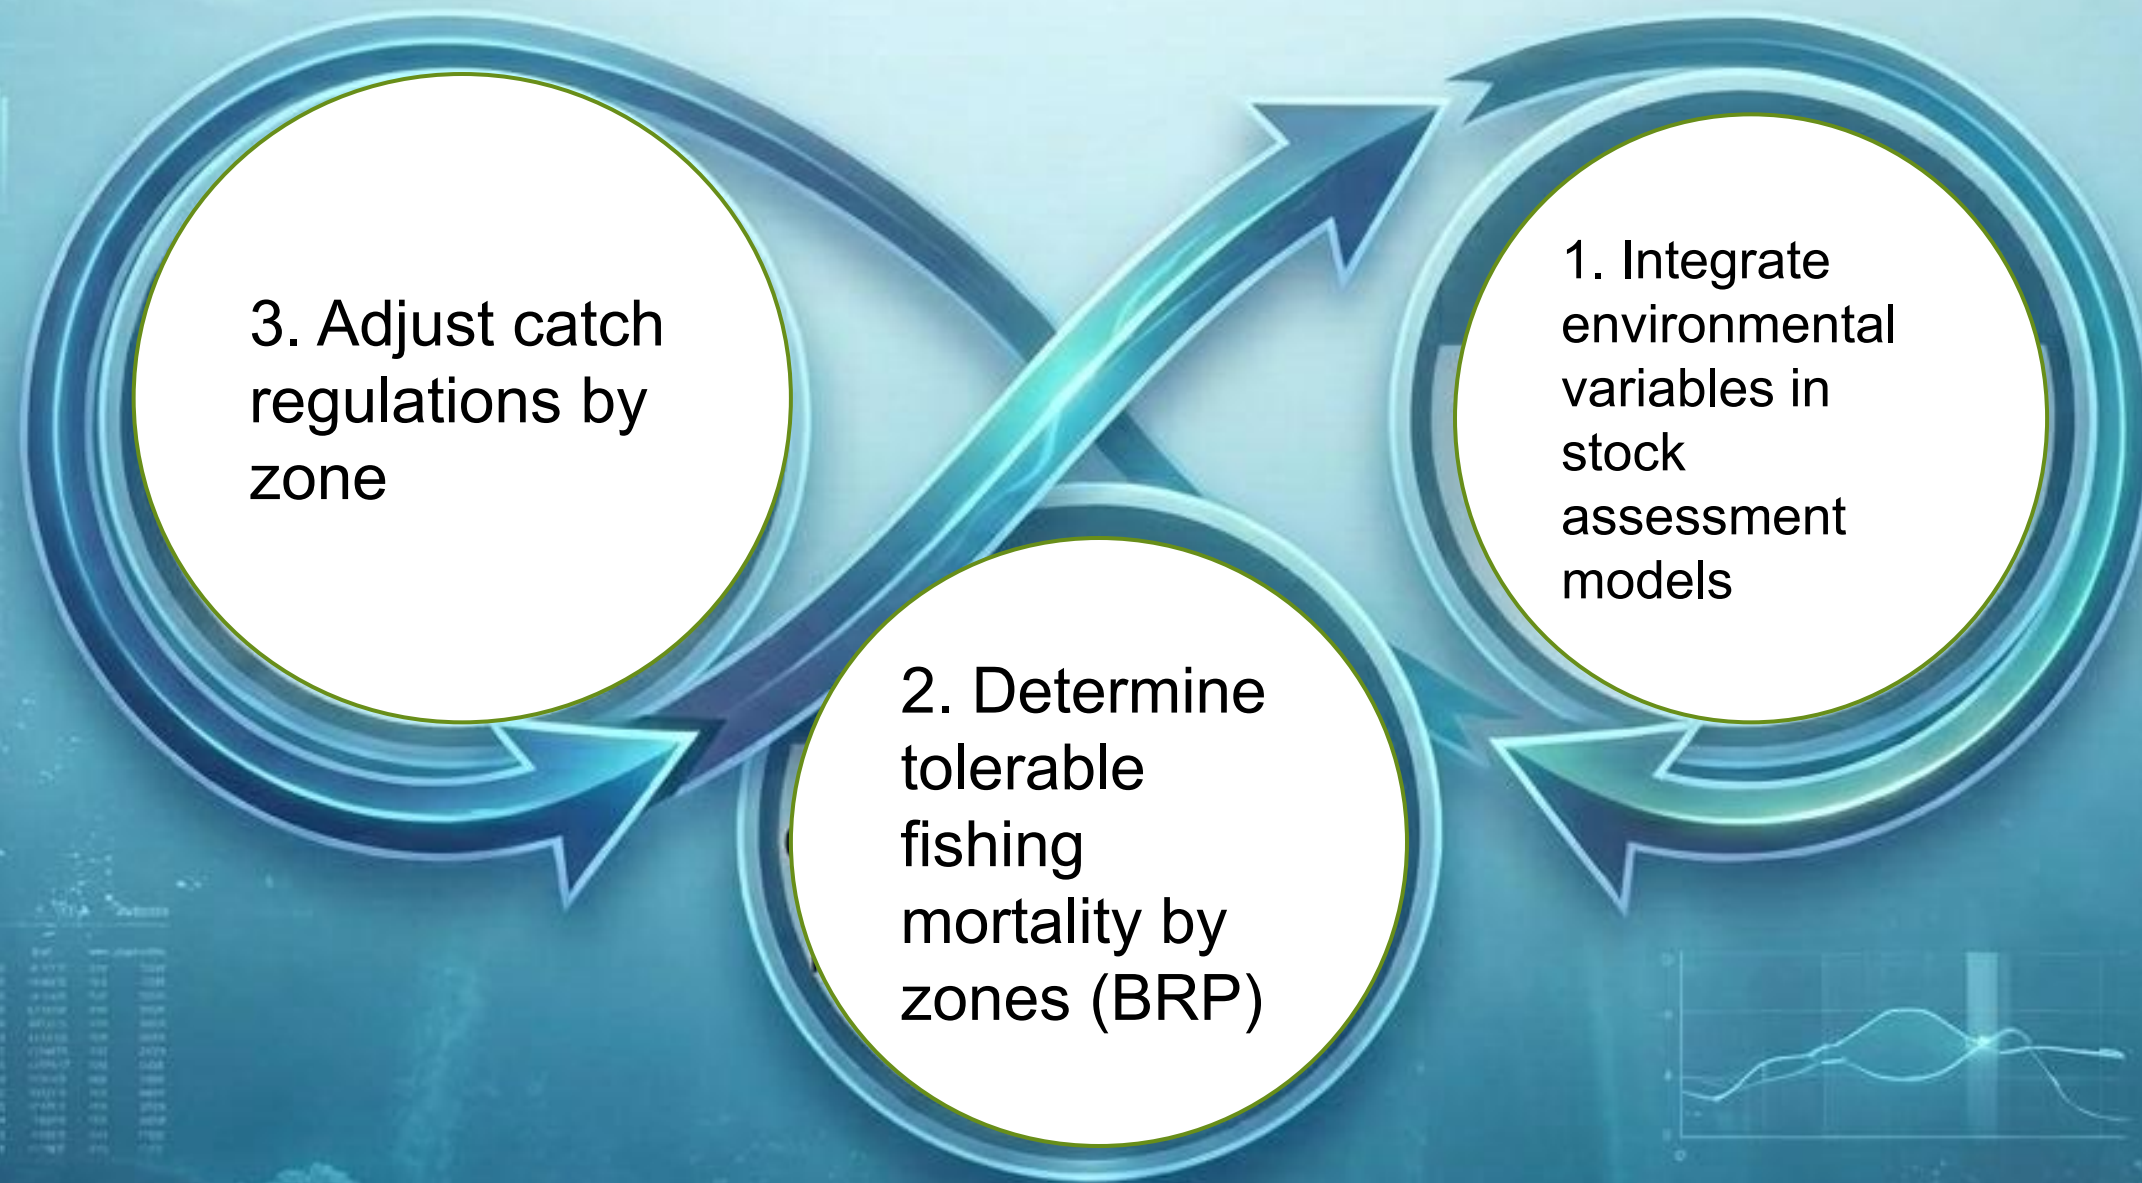 3. Adjust catch
regulations by
zone
2. Determine
tolerable
fishing
mortality by
zones (BRP)
1. Integrate
environmental
variables in
stock
assessment
models